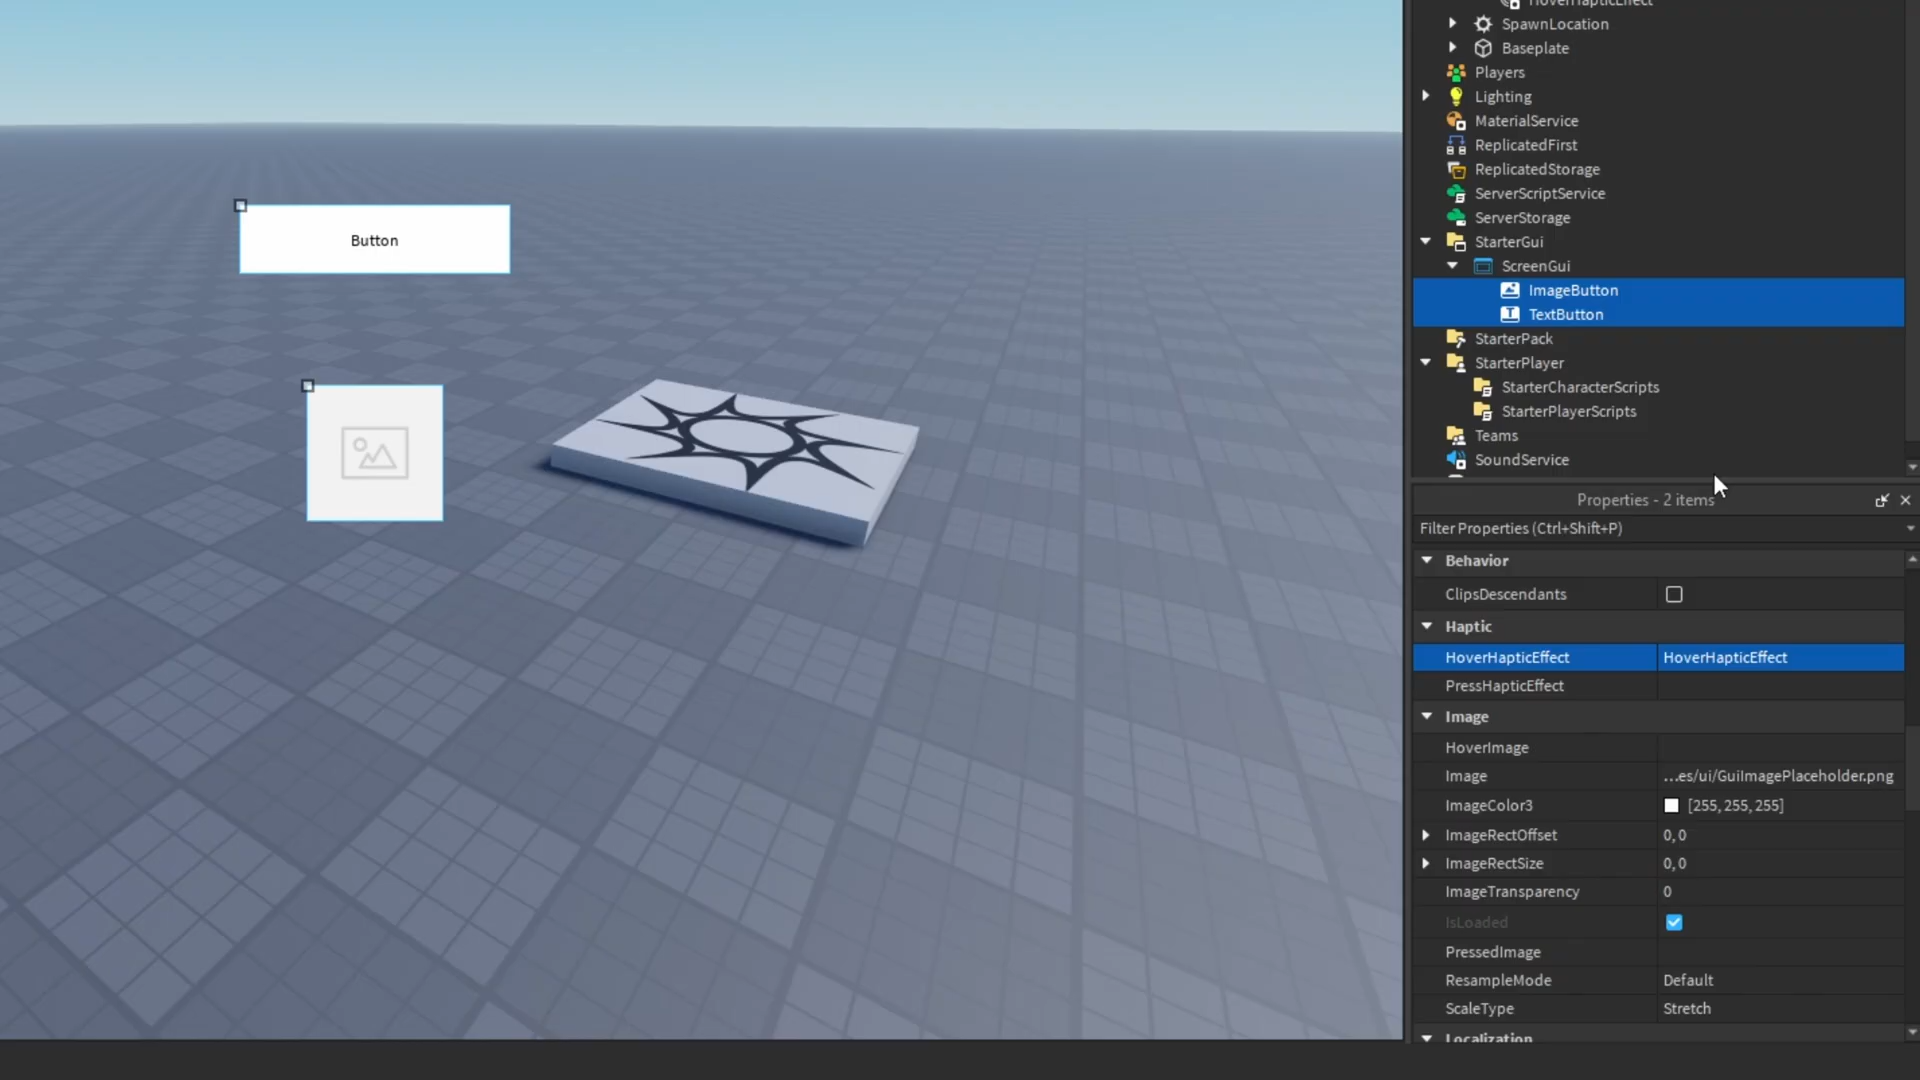 Button
HoverHapticEffect
SpawnLocation
Baseplate
Players
Lighting
MaterialService
ReplicatedFirst
ReplicatedStorage
ServerScriptService
ServerStorage
StarterGui
ScreenGui
ImageButton
TextButton
StarterPack
StarterPlayer
StarterCharacterScripts
StarterPlayerScripts
Teams
SoundService
Properties - 2 items
Filter Properties (Ctrl+Shift+P)
Behavior
ClipsDescendants
Haptic
HoverHapticEffect HoverHapticEffect
PressHapticEffect
Image
HoverImage
Image ...es/ui/GuiImagePlaceholder.png
ImageColor3 [255, 255, 255]
ImageRectOffset 0, 0
ImageRectSize 0, 0
ImageTransparency 0
IsLoaded
PressedImage
ResampleMode Default
ScaleType Stretch
Localization